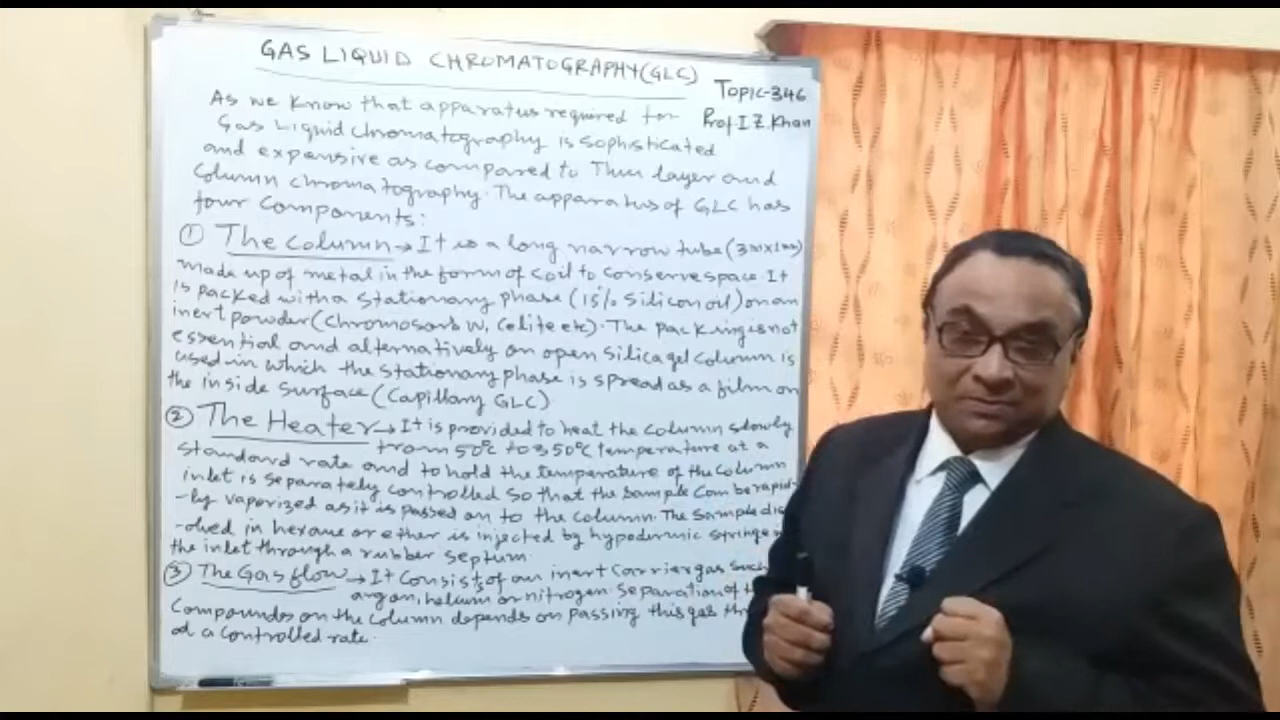 GAS LIQUID CHROMATOGRAPHY(GLC)
Topic-346
Prof. I Z. Khan
As we know that apparatus required for
Gas Liquid Chromatography is sophisticated
and expensive as compared to Thin layer and
Column chromatography. The apparatus of GLC has
four components:
① The Column → It is a long narrow tube (3m×1mm)
made up of metal in the form of coil to conserve space It
is packed with a stationary phase (15% Silicon oil) on an
inert powder (Chromosorb W, Celite etc). The packing is not
essential and alternatively an open silica gel column is
used in which the stationary phase is spread as a film on
the inside surface (Capillary GLC)
② The Heater → It is provided to heat the column slowly
from 50°C to 350°C temperature at a
standard rate and to hold the temperature of the column
inlet is separately controlled so that the sample can be rapid-
-ly vaporized as it is passed on to the column. The sample dis
-olved in hexane or ether is injected by hypodermic
the inlet through a rubber septum.
③ The Gas flow → It consists of an inert carrier gas such
argon, helium or nitrogen. Separation of
compounds on the column depends on passing this gas
at a controlled rate.